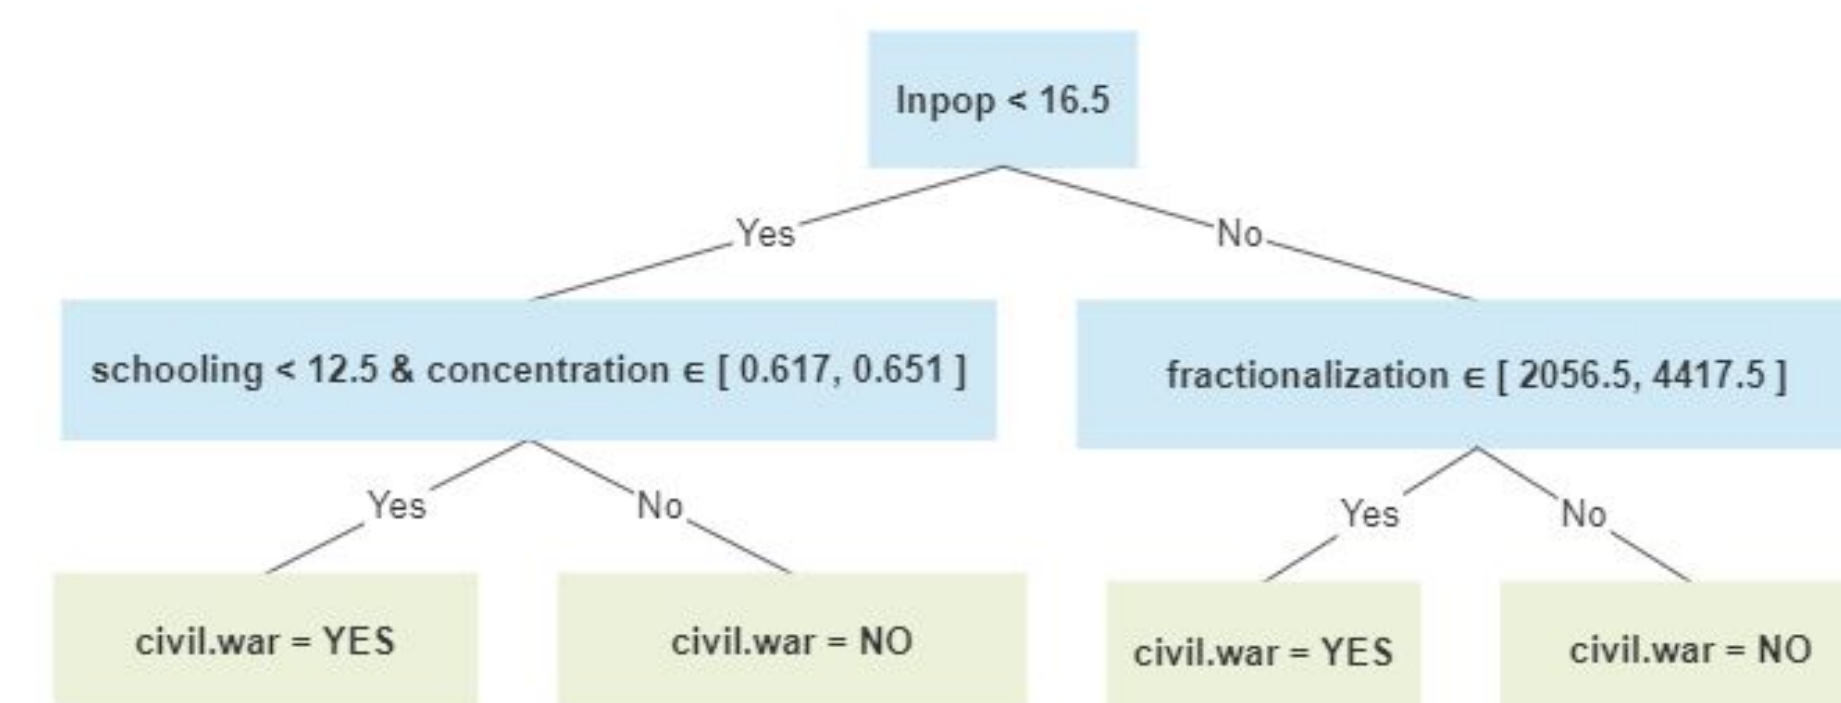 lnpop < 16.5
Yes
No
schooling < 12.5 & concentration ∈ [ 0.617, 0.651 ]
fractionalization ∈ [ 2056.5, 4417.5 ]
Yes
No
Yes
No
civil.war = YES
civil.war = NO
civil.war = YES
civil.war = NO